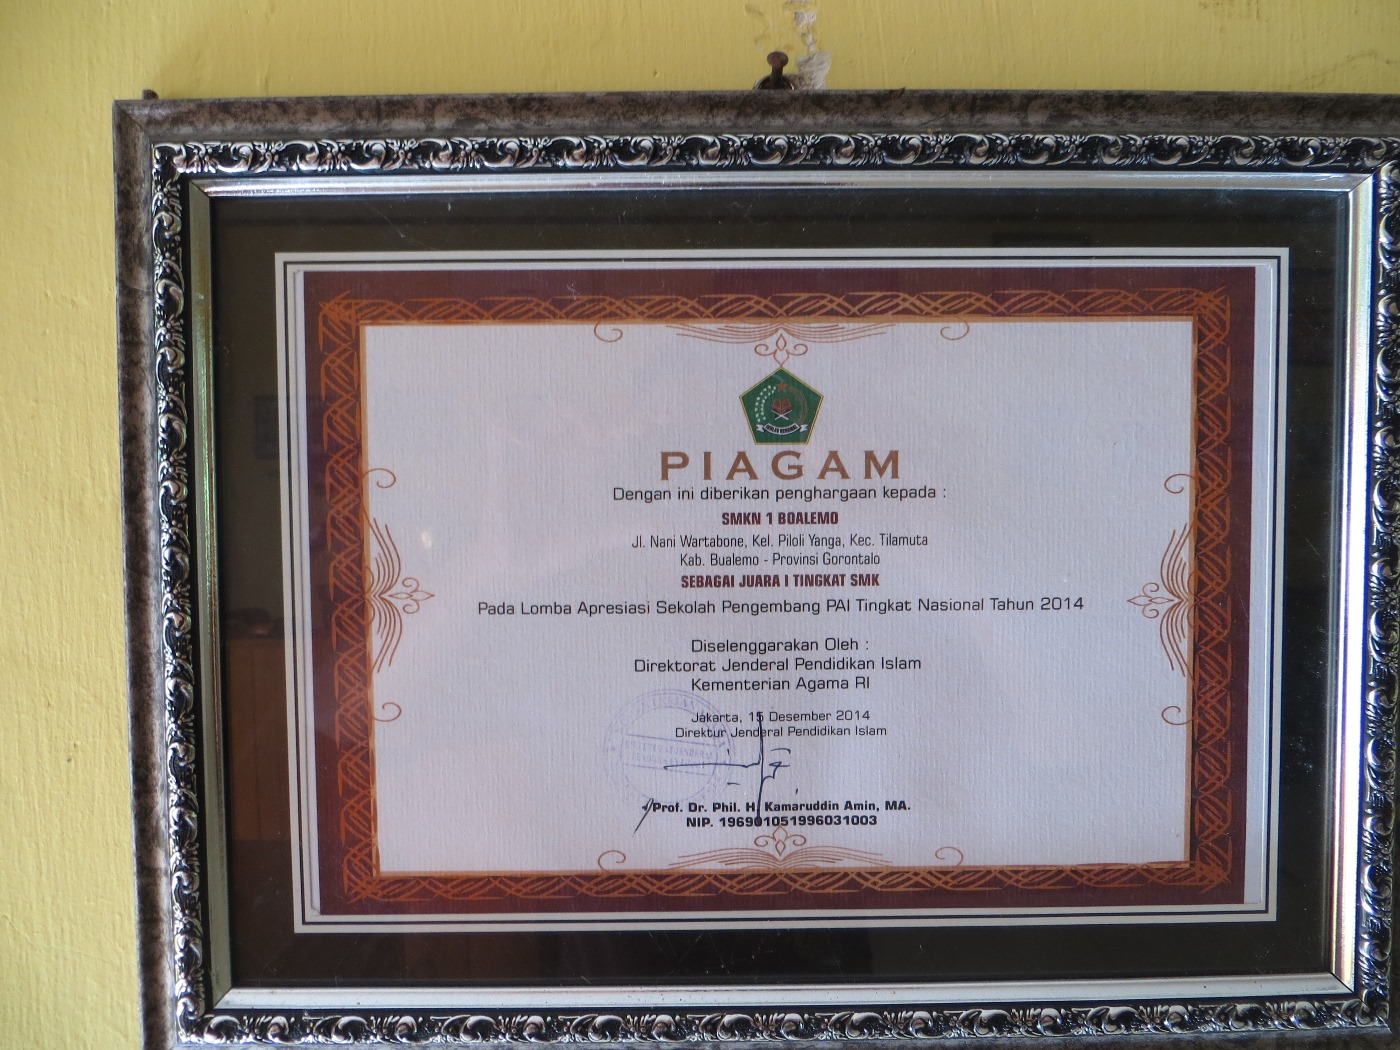 PIAGAM
Dengan ini diberikan penghargaan kepada :
SMKN 1 BOALEMO
Jl. Nani Wartabone, Kel. Piloli Yanga, Kec. Tilamuta
Kab. Bualemo - Provinsi Gorontalo
SEBAGAI JUARA I TINGKAT SMK
Pada Lomba Apresiasi Sekolah Pengembang PAI Tingkat Nasional Tahun 2014
Diselenggarakan Oleh :
Direktorat Jenderal Pendidikan Islam
Kementerian Agama RI
Jakarta, 15 Desember 2014
Direktur Jenderal Pendidikan Islam
Prof. Dr. Phil. H. Kamaruddin Amin, MA.
NIP. 196901051996031003